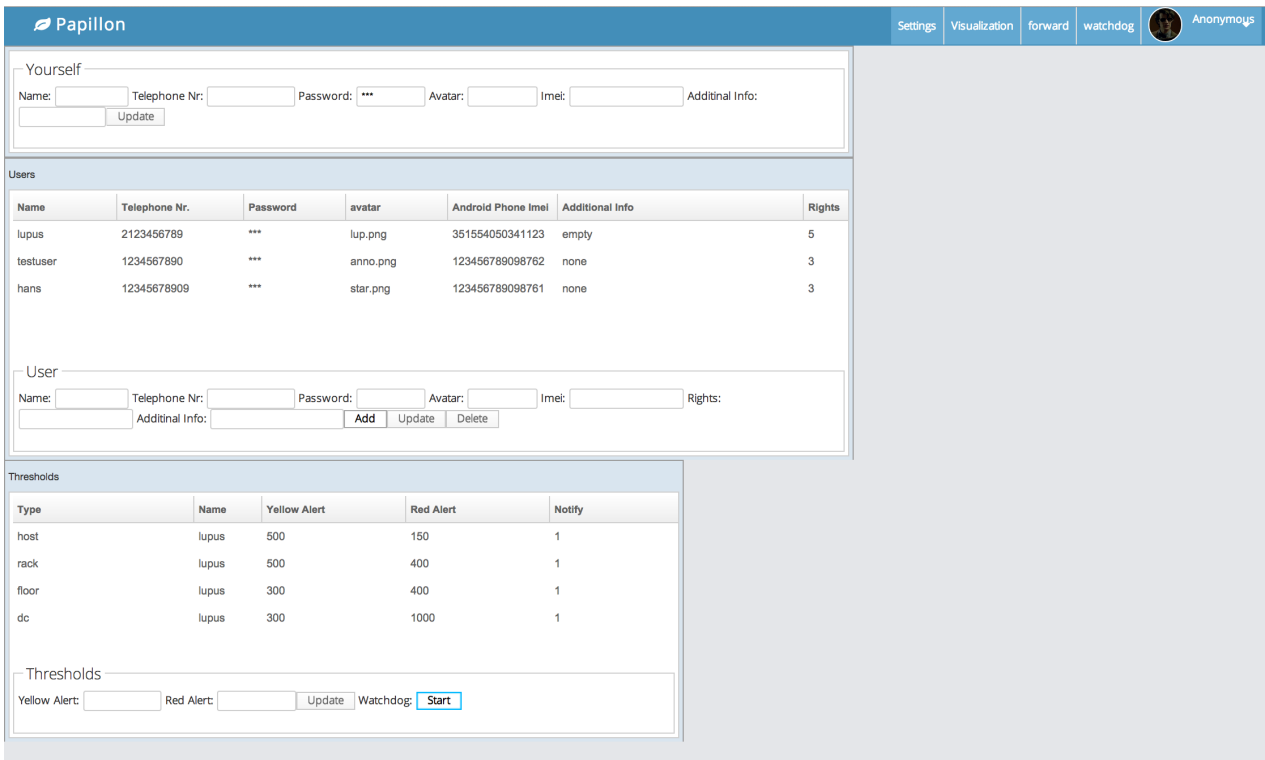 Papillon
Settings Visualization forward watchdog Anonymous
Yourself
Name: Telephone Nr: Password: *** Avatar: Imei: Additinal Info:
Update
Users
Name Telephone Nr. Password avatar Android Phone Imei Additional Info Rights
lupus 2123456789 *** lup.png 351554050341123 empty 5
testuser 1234567890 *** anno.png 123456789098762 none 3
hans 12345678909 *** star.png 123456789098761 none 3
User
Name: Telephone Nr: Password: Avatar: Imei: Rights:
Additinal Info: Add Update Delete
Thresholds
Type Name Yellow Alert Red Alert Notify
host lupus 500 150 1
rack lupus 500 400 1
floor lupus 300 400 1
dc lupus 300 1000 1
Thresholds
Yellow Alert: Red Alert: Update Watchdog: Start